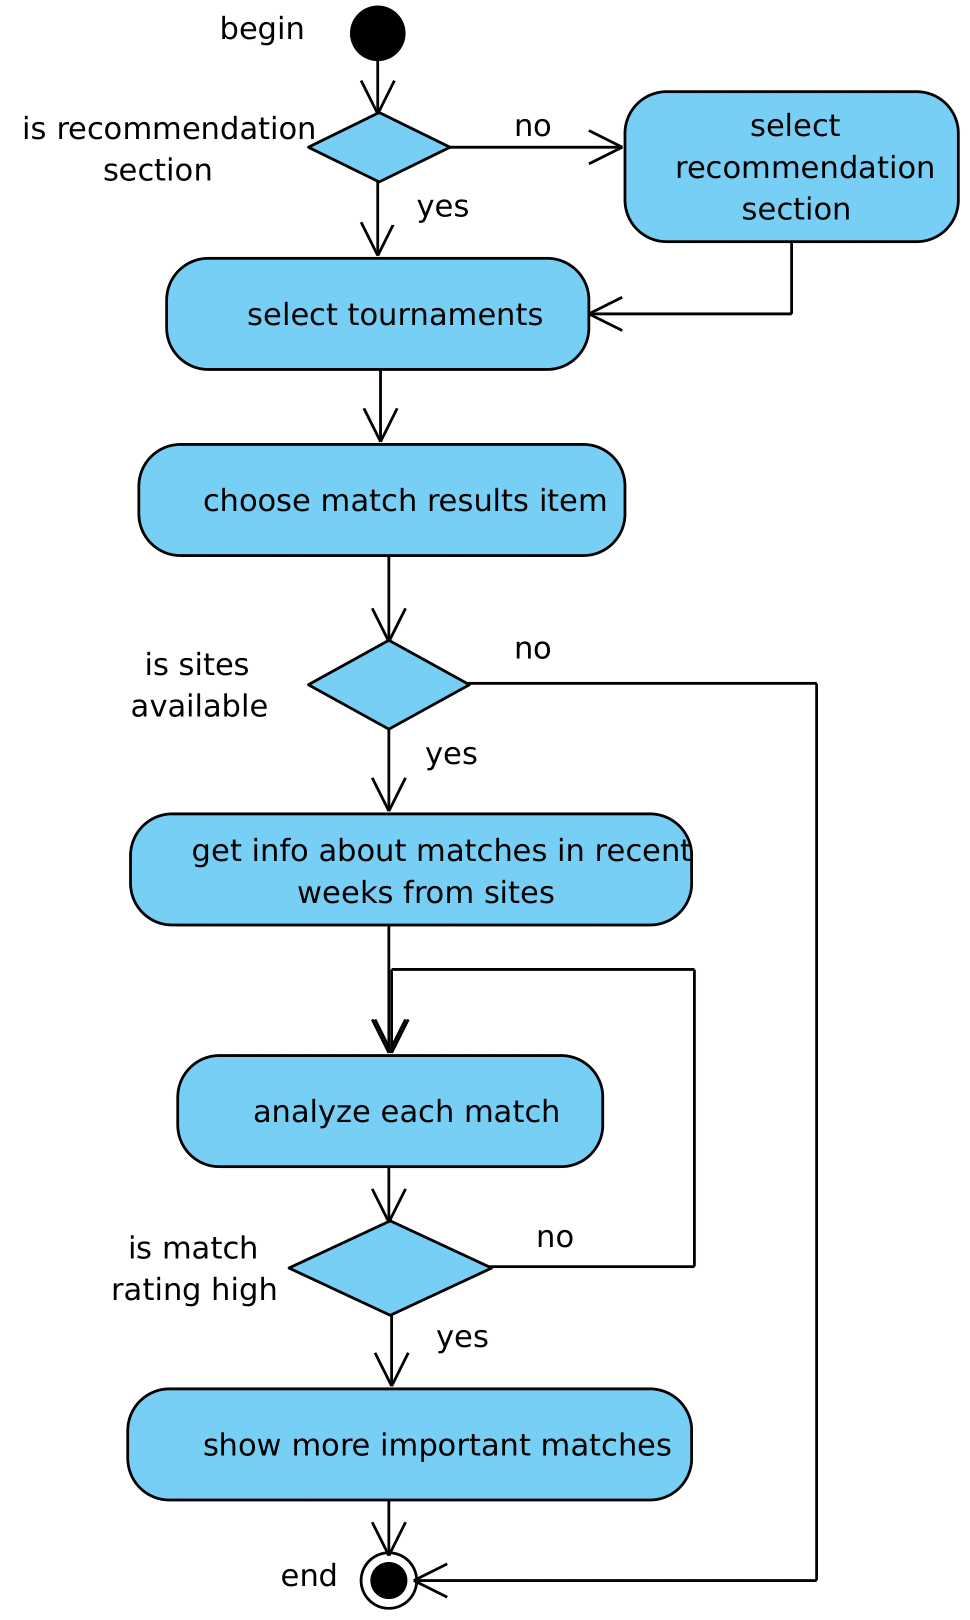 begin
is recommendation
section
no
select
recommendation
section
yes
select tournaments
choose match results item
is sites
available
no
yes
get info about matches in recent
weeks from sites
analyze each match
is match
rating high
no
yes
show more important matches
end